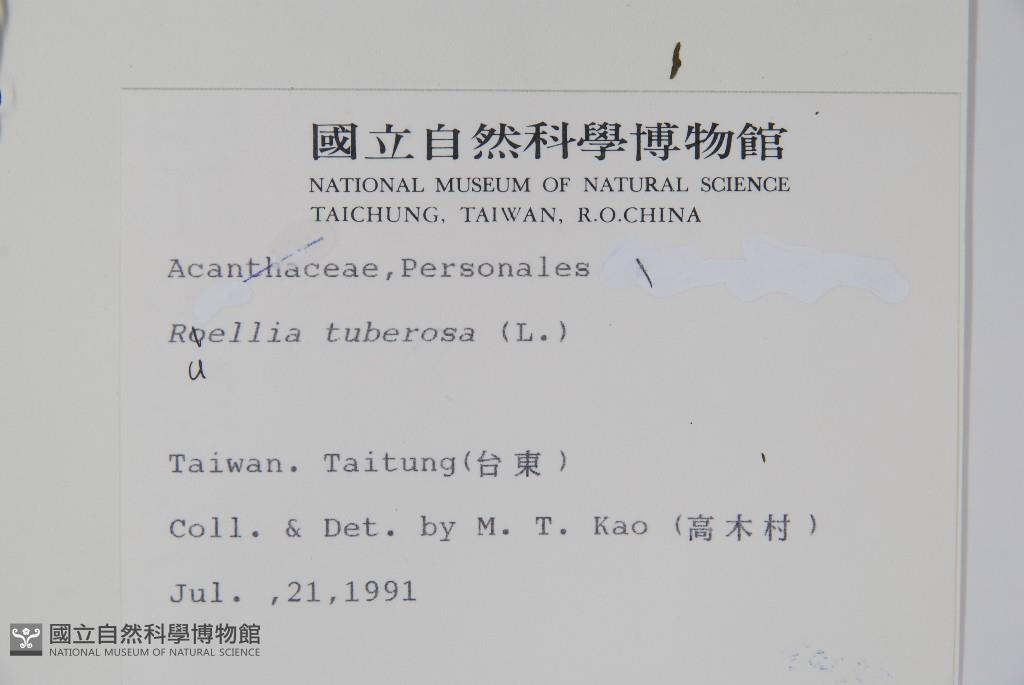 國立自然科學博物館
NATIONAL MUSEUM OF NATURAL SCIENCE
TAICHUNG, TAIWAN, R.O.CHINA
Acanthaceae,Personales
Roellia tuberosa (L.)
u
Taiwan. Taitung(台東)
Coll. & Det. by M. T. Kao (高木村)
Jul. ,21,1991
國立自然科學博物館
NATIONAL MUSEUM OF NATURAL SCIENCE